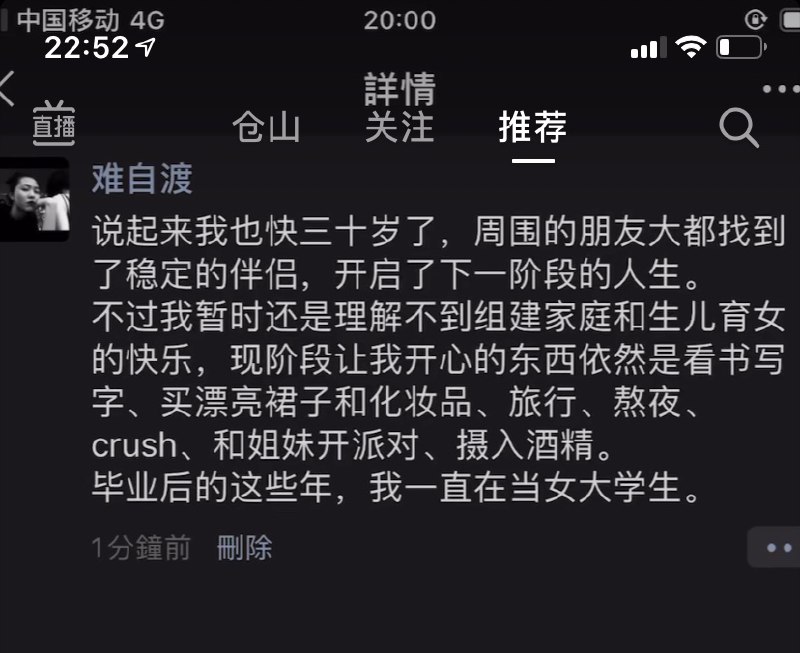 中国移动 4G 20:00
22:52
詳情
直播 仓山 关注 推荐
难自渡
说起来我也快三十岁了，周围的朋友大都找到
了稳定的伴侣，开启了下一阶段的人生。
不过我暂时还是理解不到组建家庭和生儿育女
的快乐，现阶段让我开心的东西依然是看书写
字、买漂亮裙子和化妆品、旅行、熬夜、
crush、和姐妹开派对、摄入酒精。
毕业后的这些年，我一直在当女大学生。
1分鐘前 刪除